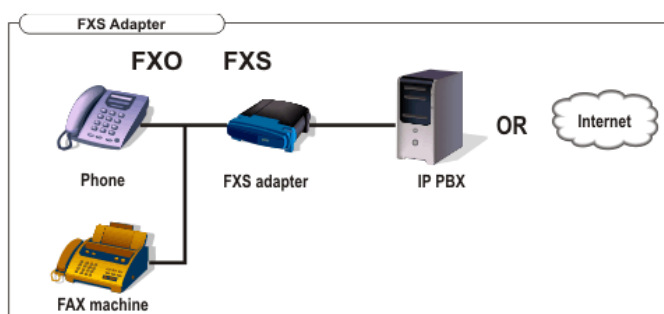 FXS Adapter
FXO FXS
Phone
FXS adapter
IP PBX
OR
Internet
FAX machine